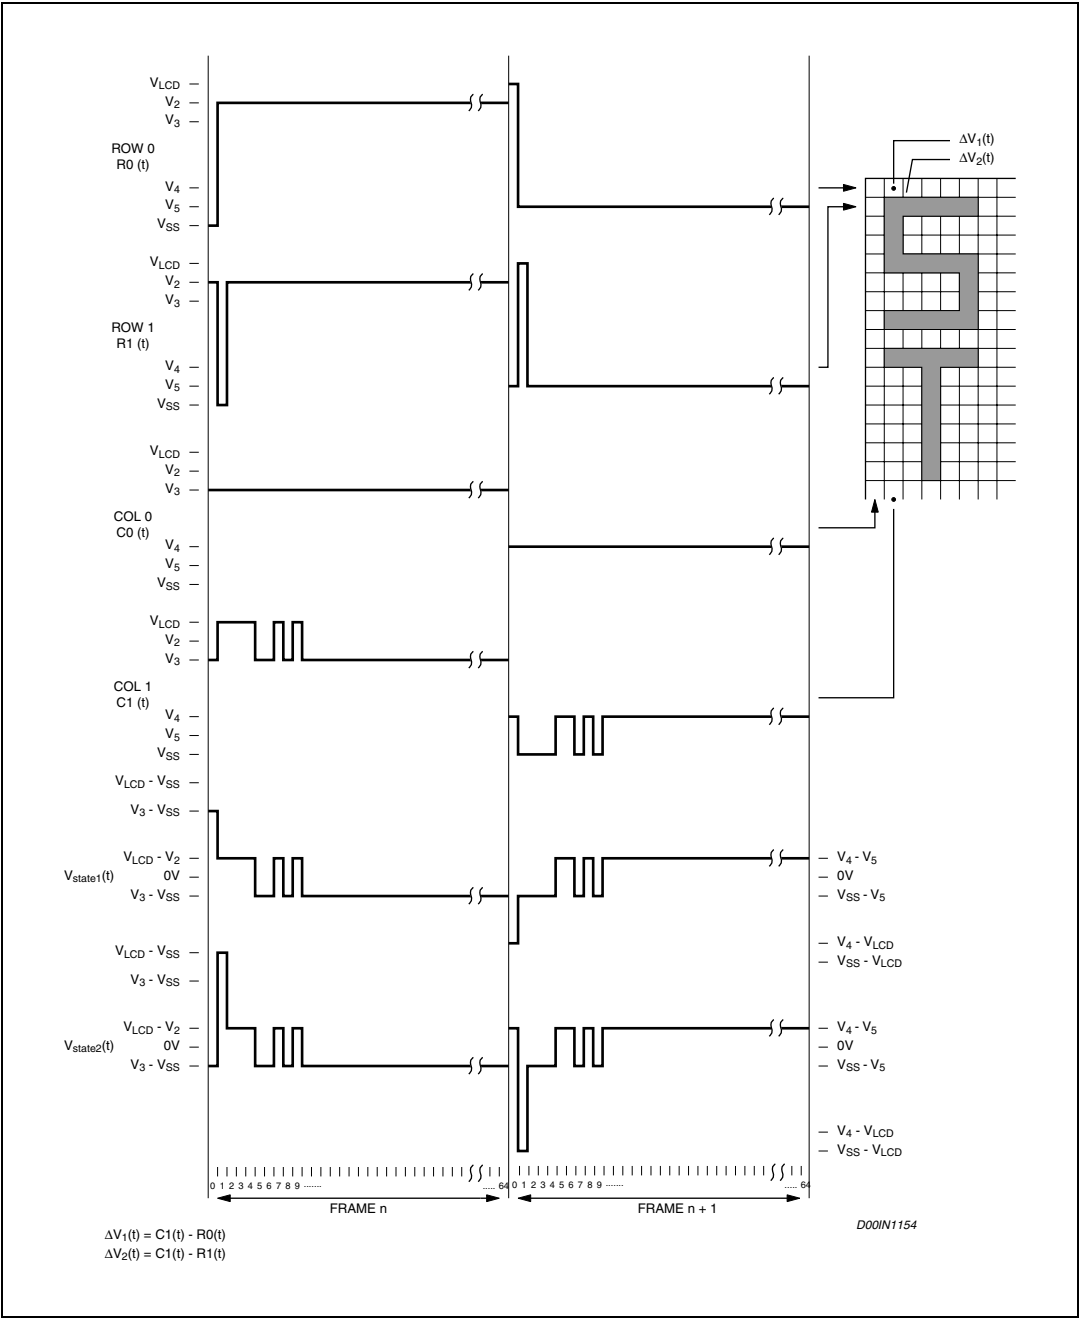 VLCD
V2
V3
ROW 0
R0 (t)
V4
V5
VSS
VLCD
V2
V3
ROW 1
R1 (t)
V4
V5
VSS
VLCD
V2
V3
COL 0
C0 (t)
V4
V5
VSS
VLCD
V2
V3
COL 1
C1 (t)
V4
V5
VSS
VLCD - VSS
V3 - VSS
VLCD - V2
Vstate1(t) 0V
V3 - VSS
VLCD - VSS
V3 - VSS
VLCD - V2
Vstate2(t) 0V
V3 - VSS
ΔV1(t)
ΔV2(t)
V4 - V5
0V
VSS - V5
V4 - VLCD
VSS - VLCD
V4 - V5
0V
VSS - V5
V4 - VLCD
VSS - VLCD
0 1 2 3 4 5 6 7 8 9 ....... ..... 64 0 1 2 3 4 5 6 7 8 9 ....... ..... 64
FRAME n FRAME n + 1
D00IN1154
ΔV1(t) = C1(t) - R0(t)
ΔV2(t) = C1(t) - R1(t)